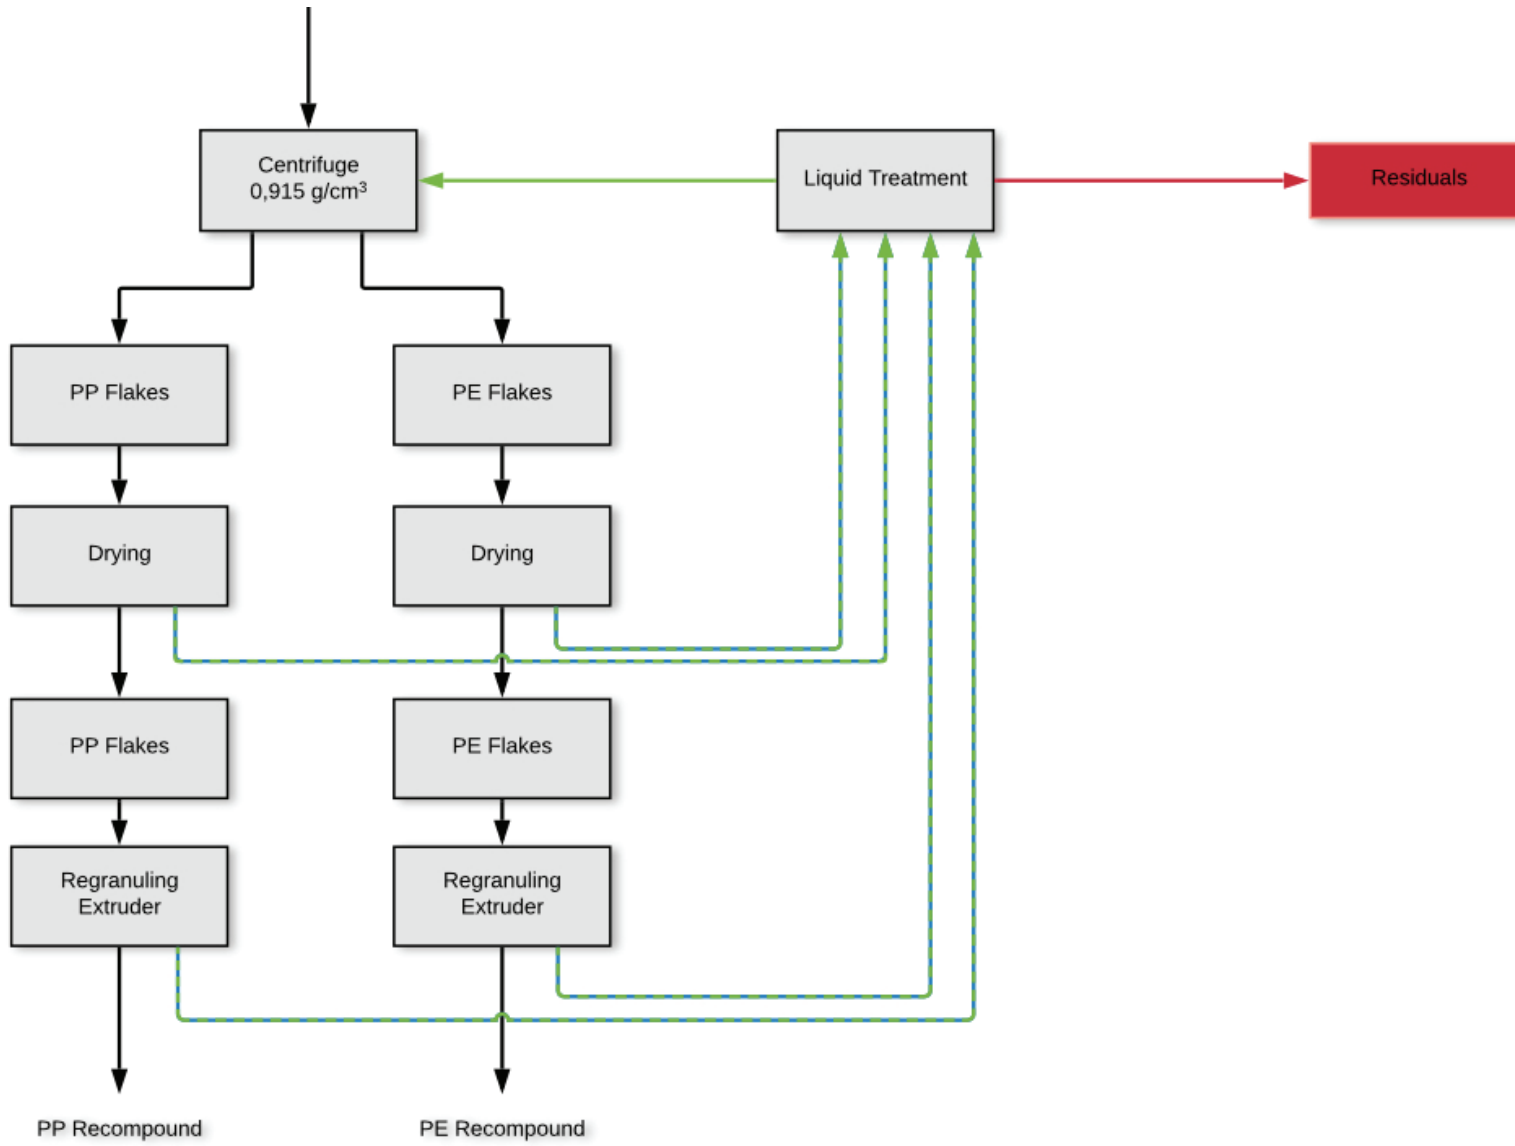 Centrifuge
0,915 g/cm³
Liquid Treatment
Residuals
PP Flakes
PE Flakes
Drying
Drying
PP Flakes
PE Flakes
Regranuling
Extruder
Regranuling
Extruder
PP Recompound
PE Recompound